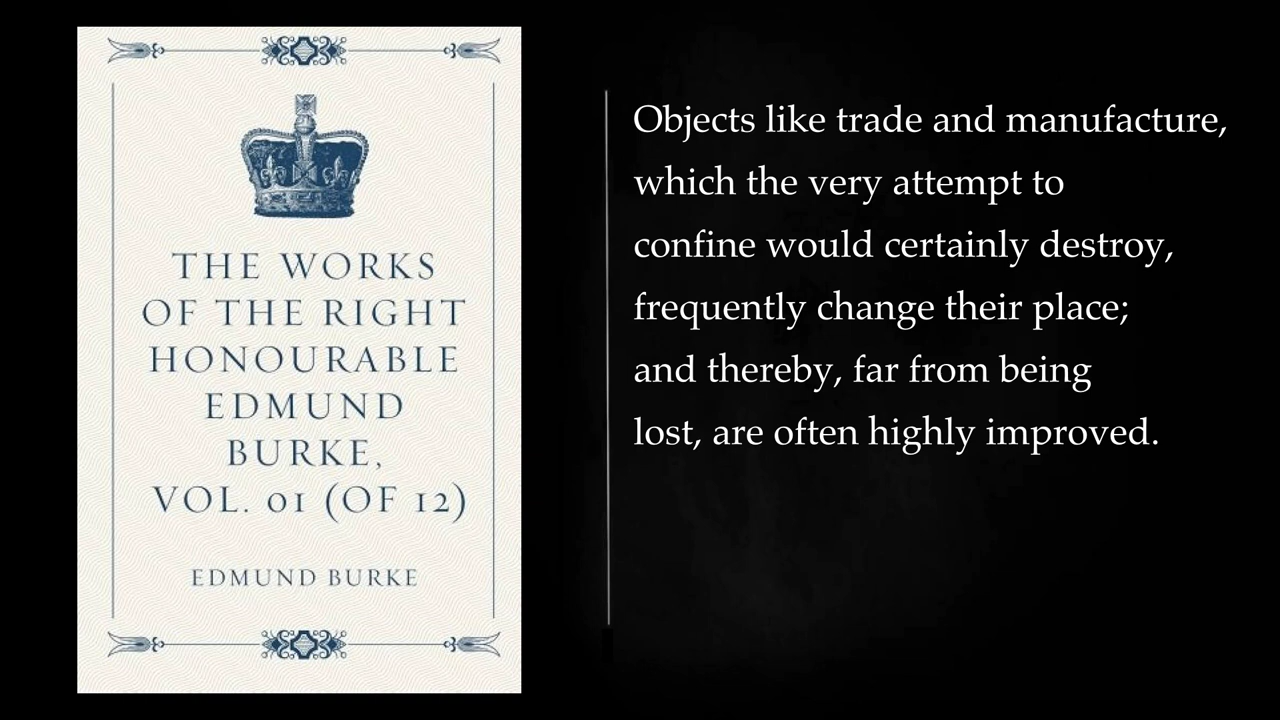 THE WORKS
OF THE RIGHT
HONOURABLE
EDMUND
BURKE,
VOL. 01 (OF 12)
EDMUND BURKE
Objects like trade and manufacture,
which the very attempt to
confine would certainly destroy,
frequently change their place;
and thereby, far from being
lost, are often highly improved.